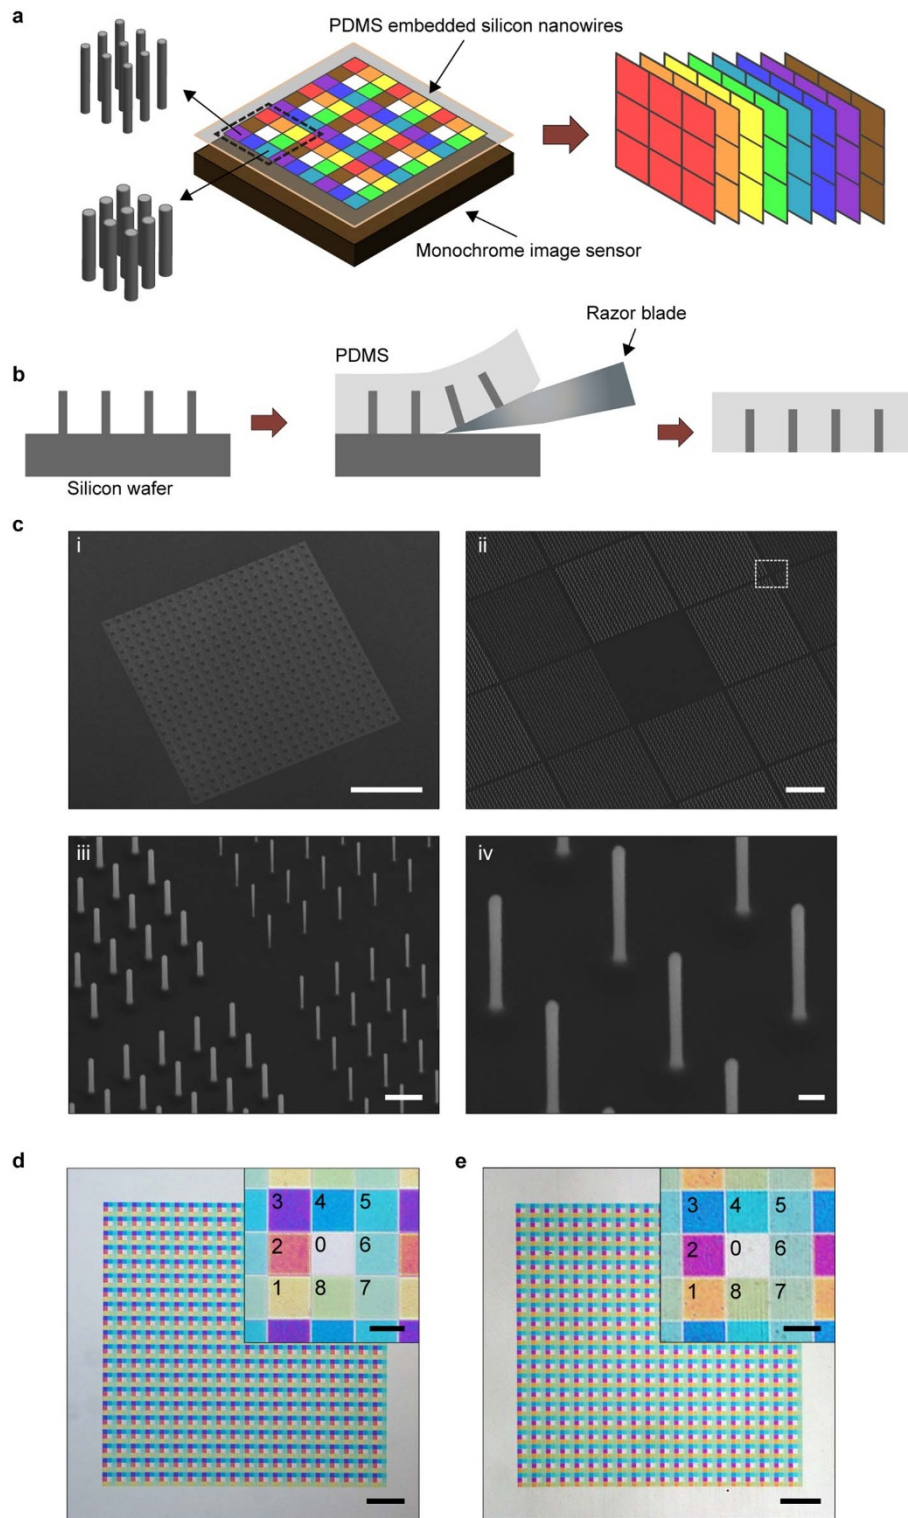 a
PDMS embedded silicon nanowires
Monochrome image sensor
b
PDMS
Razor blade
Silicon wafer
c
i
ii
iii
iv
d
3 4 5
2 0 6
1 8 7
e
3 4 5
2 0 6
1 8 7